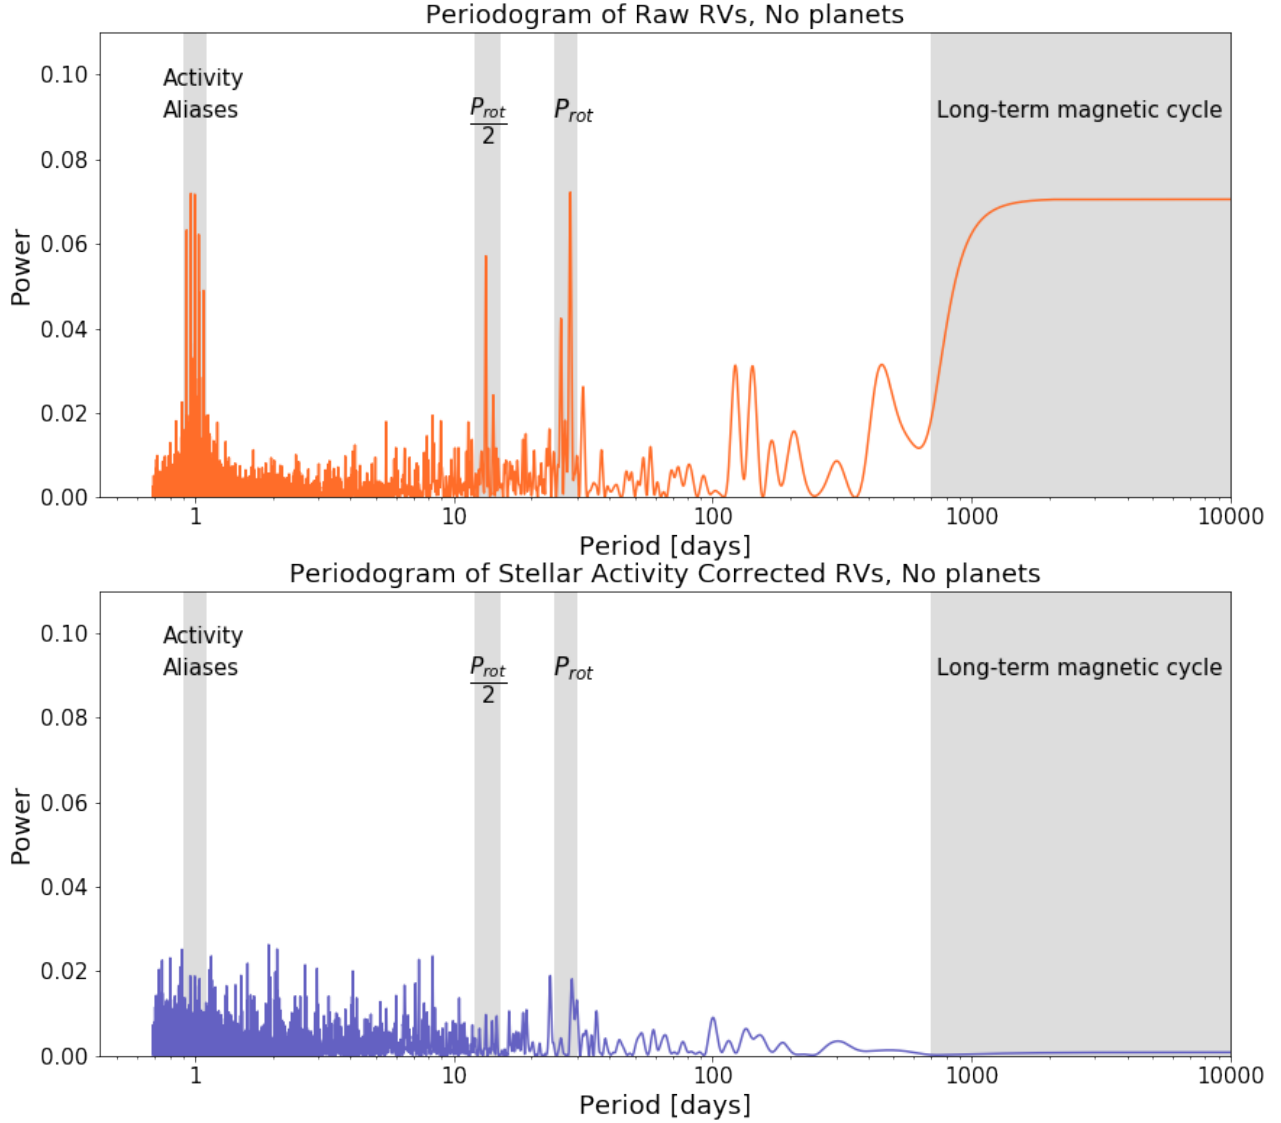 Periodogram of Raw RVs, No planets
0.10
0.08
0.06
0.04
0.02
0.00
Power
Activity
Aliases
P_rot
2
P_rot
Long-term magnetic cycle
1
10
100
1000
10000
Period [days]
Periodogram of Stellar Activity Corrected RVs, No planets
0.10
0.08
0.06
0.04
0.02
0.00
Power
Activity
Aliases
P_rot
2
P_rot
Long-term magnetic cycle
1
10
100
1000
10000
Period [days]